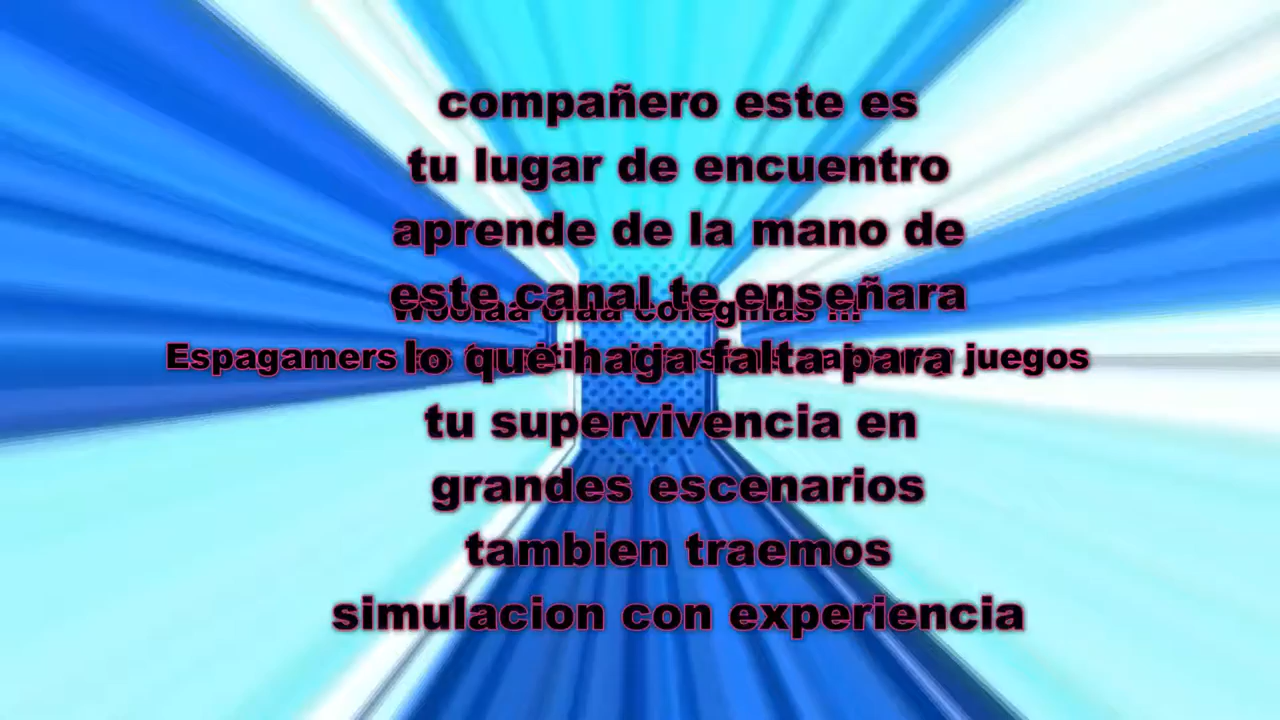 compañero este es
tu lugar de encuentro
aprende de la mano de
este canal te enseñara
colegillas !!!
Espagamers juegos
lo que haga falta para
tu supervivencia en
grandes escenarios
tambien traemos
simulacion con experiencia